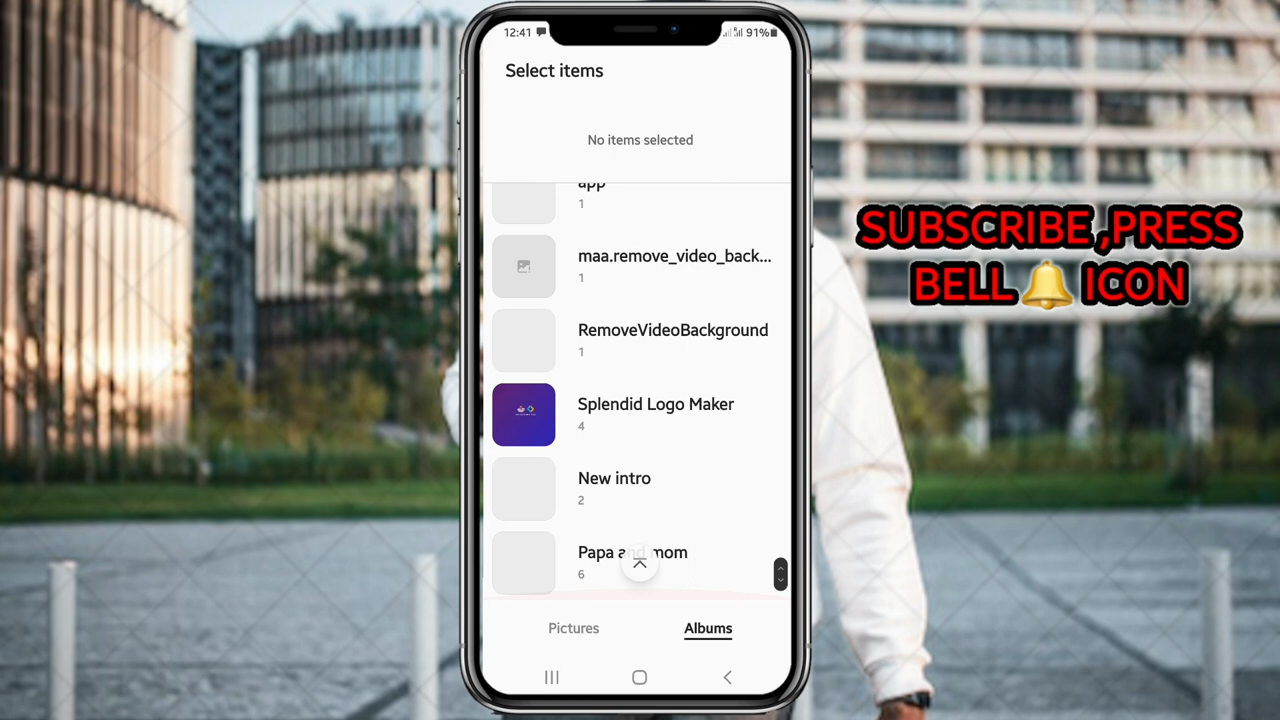 12:41
91%
Select items
No items selected
app
1
maa.remove_video_back...
1
RemoveVideoBackground
1
Splendid Logo Maker
4
New intro
2
Papa and mom
6
Pictures
Albums
SUBSCRIBE ,PRESS
BELL🔔 ICON